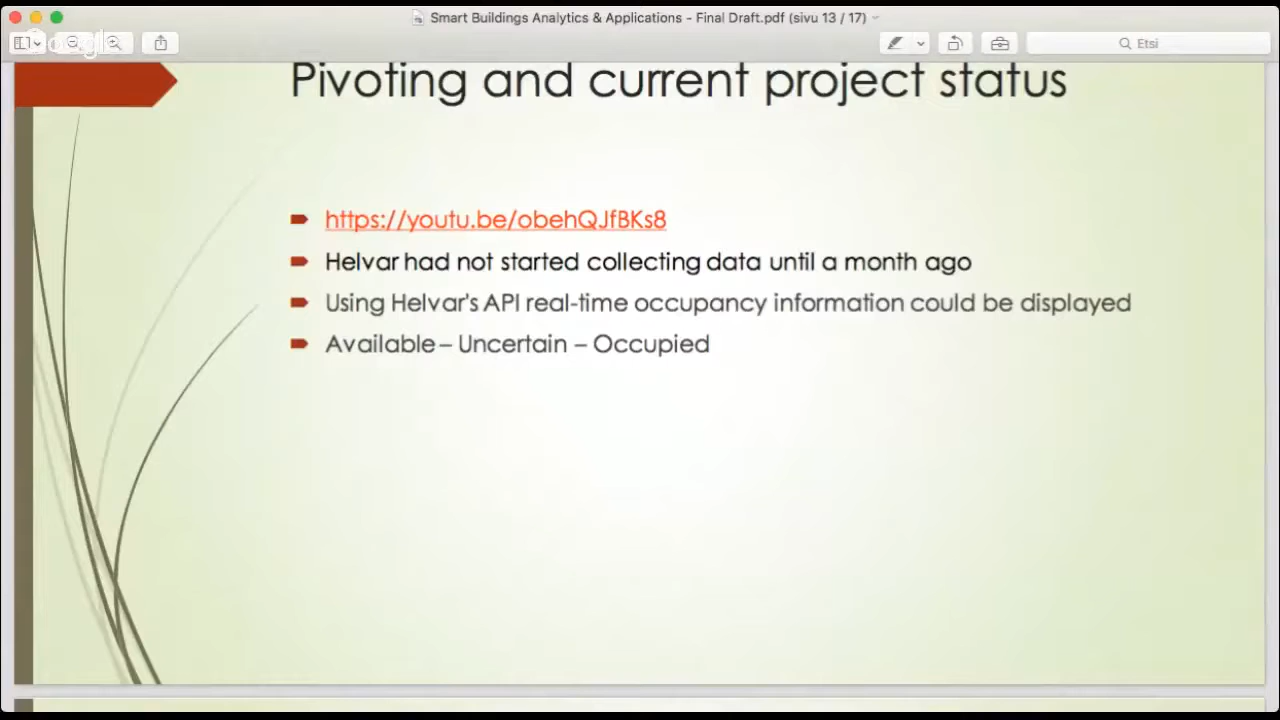 Smart Buildings Analytics & Applications - Final Draft.pdf (sivu 13 / 17)
Google
Etsi
Pivoting and current project status
https://youtu.be/obehQJfBKs8
Helvar had not started collecting data until a month ago
Using Helvar's API real-time occupancy information could be displayed
Available – Uncertain – Occupied